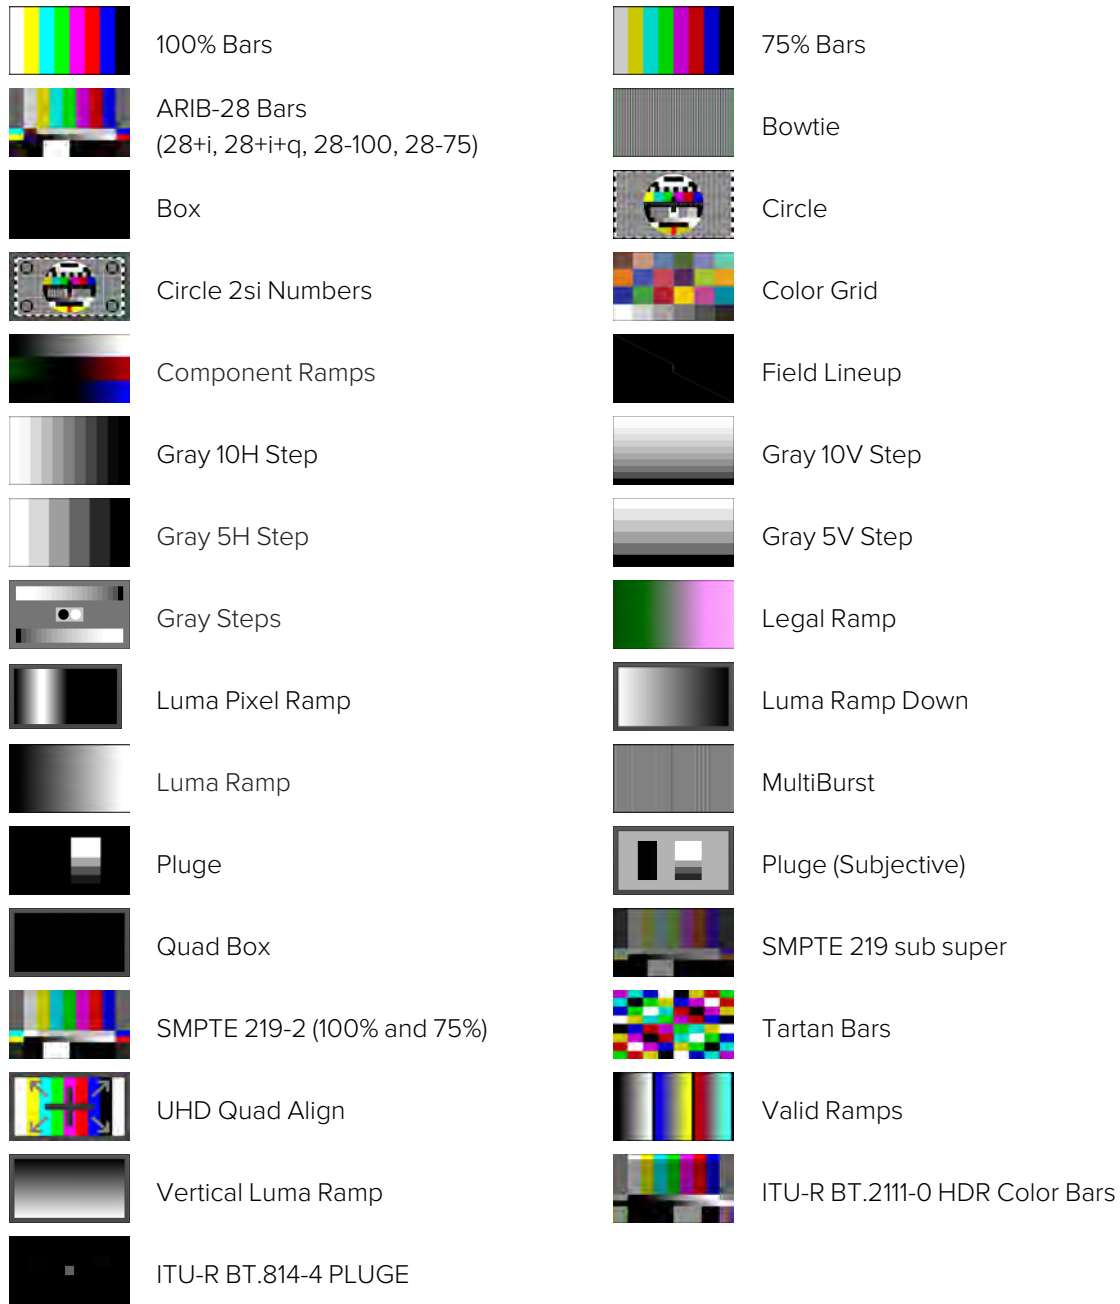 100% Bars
75% Bars
ARIB-28 Bars
(28+i, 28+i+q, 28-100, 28-75)
Bowtie
Box
Circle
Circle 2si Numbers
Color Grid
Component Ramps
Field Lineup
Gray 10H Step
Gray 10V Step
Gray 5H Step
Gray 5V Step
Gray Steps
Legal Ramp
Luma Pixel Ramp
Luma Ramp Down
Luma Ramp
MultiBurst
Pluge
Pluge (Subjective)
Quad Box
SMPTE 219 sub super
SMPTE 219-2 (100% and 75%)
Tartan Bars
UHD Quad Align
Valid Ramps
Vertical Luma Ramp
ITU-R BT.2111-0 HDR Color Bars
ITU-R BT.814-4 PLUGE